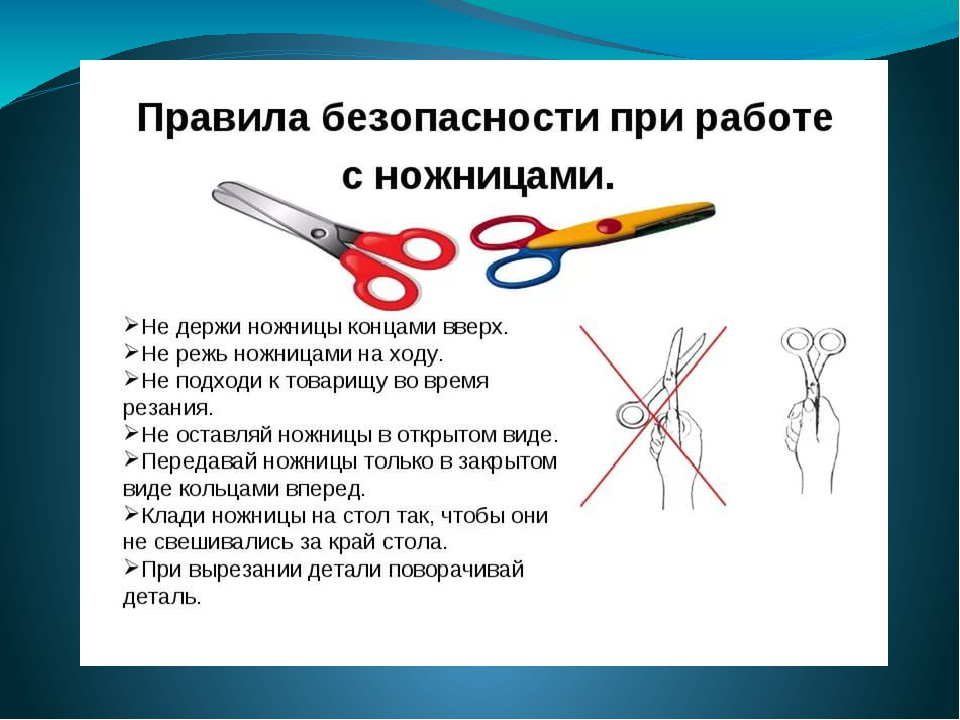 Правила безопасности при работе
с ножницами.
➢Не держи ножницы концами вверх.
➢Не режь ножницами на ходу.
➢Не подходи к товарищу во время
резания.
➢Не оставляй ножницы в открытом виде.
➢Передавай ножницы только в закрытом
виде кольцами вперед.
➢Клади ножницы на стол так, чтобы они
не свешивались за край стола.
➢При вырезании детали поворачивай
деталь.